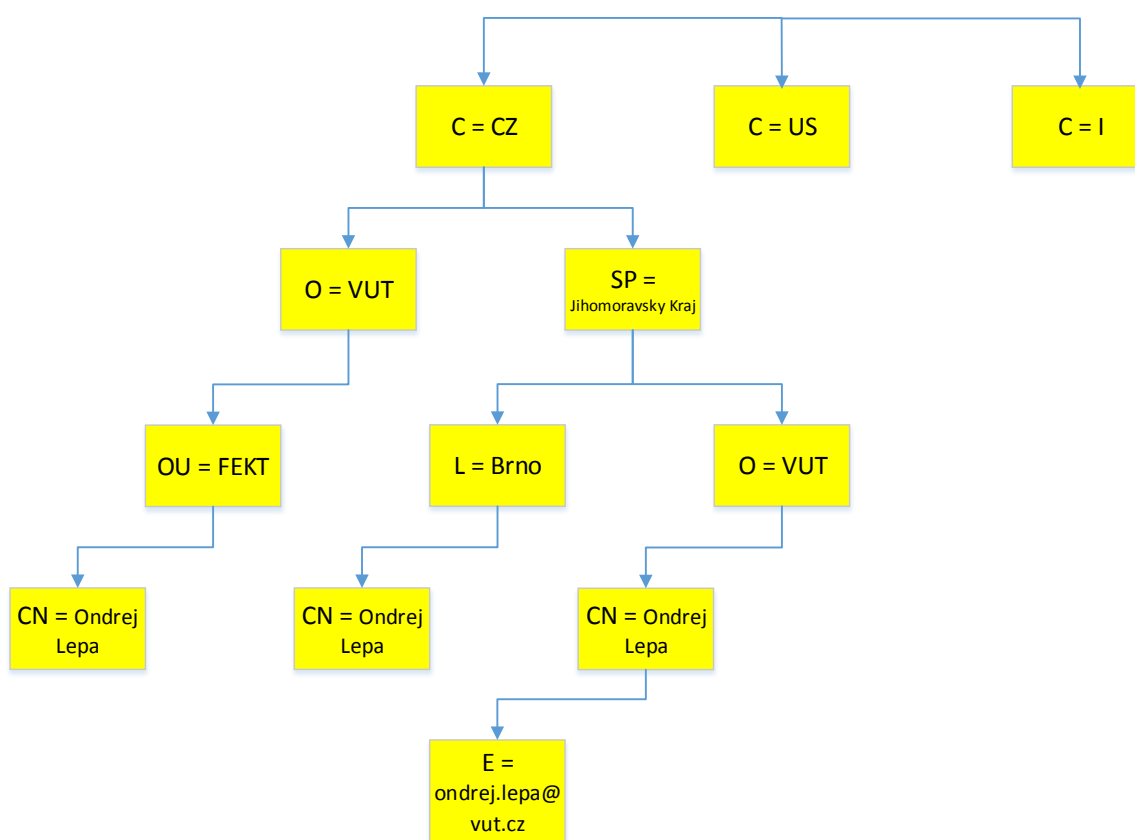 C = CZ
C = US
C = I
O = VUT
SP =
Jihomoravsky Kraj
OU = FEKT
L = Brno
O = VUT
CN = Ondrej
Lepa
CN = Ondrej
Lepa
CN = Ondrej
Lepa
E =
ondrej.lepa@
vut.cz